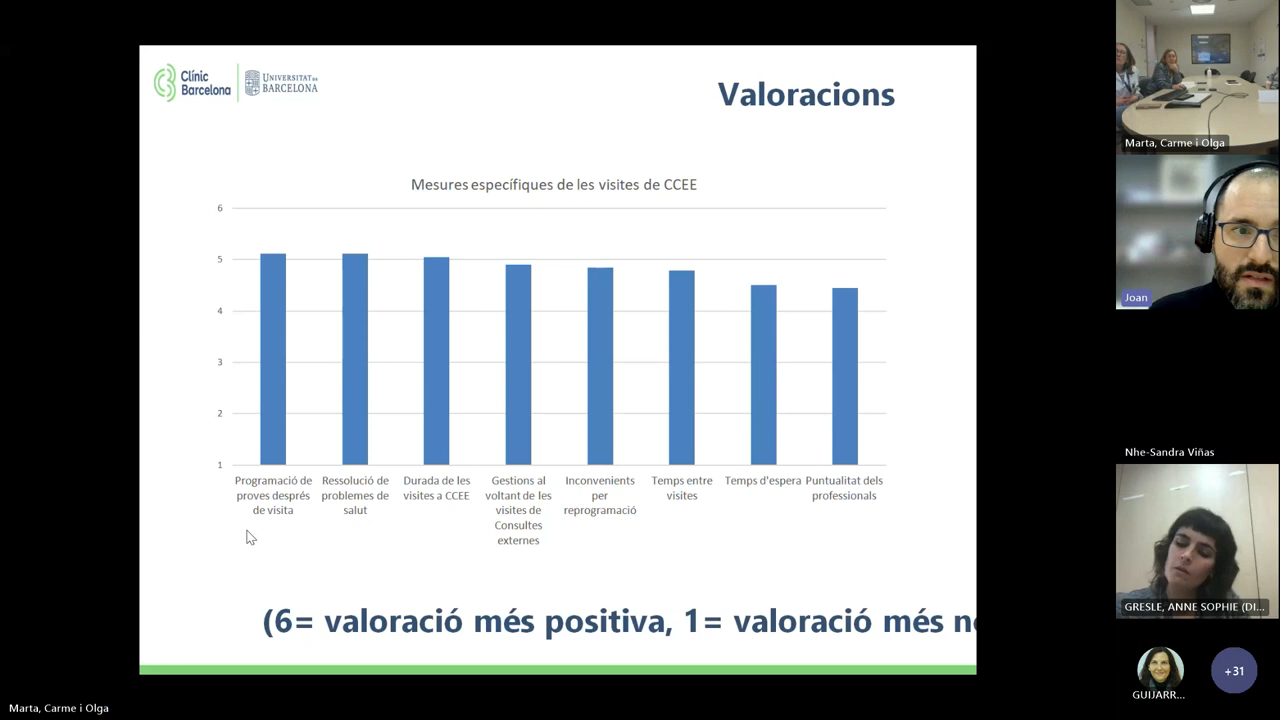 Clínic
Barcelona
UNIVERSITAT DE
BARCELONA
Valoracions
Mesures específiques de les visites de CCEE
6
5
4
3
2
1
Programació de
proves després
de visita
Ressolució de
problemes de
salut
Durada de les
visites a CCEE
Gestions al
voltant de les
visites de
Consultes
externes
Inconvenients
per
reprogramació
Temps entre
visites
Temps d'espera
Puntualitat dels
professionals
(6= valoració més positiva, 1= valoració més ne
Marta, Carme i Olga
Joan
Nhe-Sandra Viñas
GRESLE, ANNE SOPHIE (DI...
GUIJARR...
+31
Marta, Carme i Olga